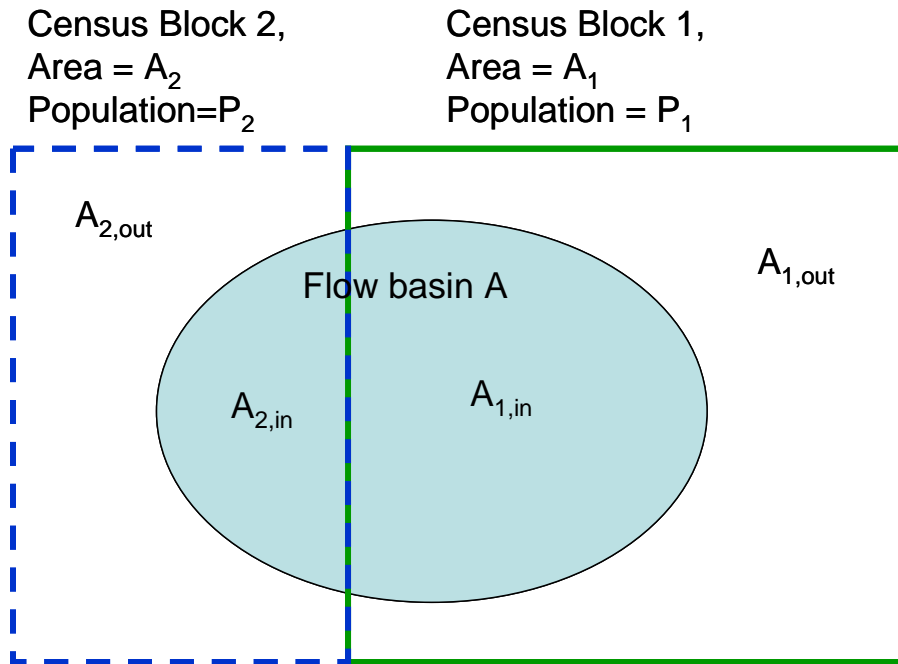 Census Block 2,
Area = A₂
Population=P₂
Census Block 1,
Area = A₁
Population = P₁
A₂,out
A₁,out
Flow basin A
A₂,in
A₁,in